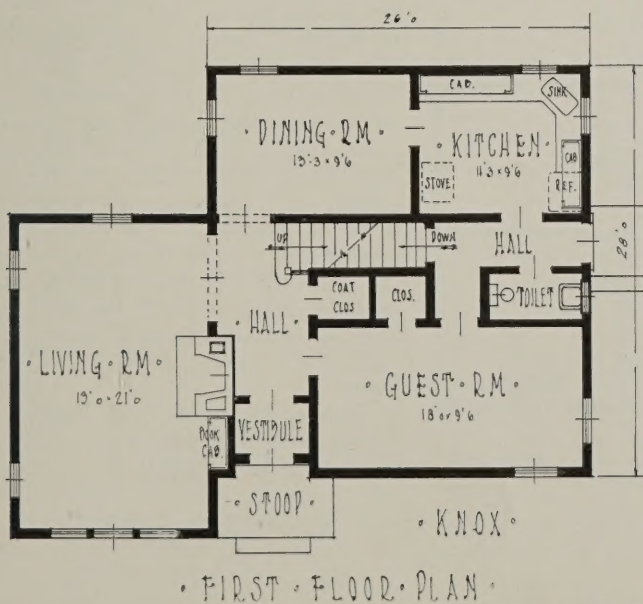 26'0
CAB.
SINK
· DINING · RM ·
13'-3 x 9'6
· KITCHEN ·
11'3 x 9'6
CAB
STOVE
REF.
28'0
UP
DOWN
HALL
COAT
CLOS
CLOS.
TOILET
HALL
· LIVING · RM ·
13'0 - 21'0
· GUEST · RM ·
18'0 x 9'6
BOOK
CAB.
VESTIBULE
· STOOP ·
· KNOX ·
· FIRST · FLOOR · PLAN ·